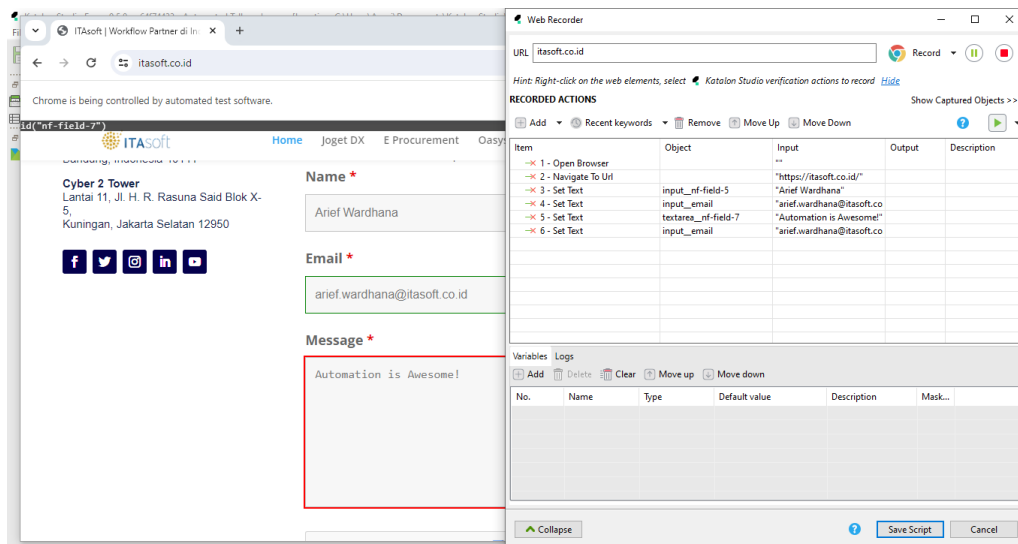 ITAsoft | Workflow Partner di In
itasoft.co.id
Chrome is being controlled by automated test software.
id("nf-field-7")
ITASOFT
Home Joget DX E Procurement Oasys
Cyber 2 Tower
Lantai 11, Jl. H. R. Rasuna Said Blok X-
5,
Kuningan, Jakarta Selatan 12950
Name *
Arief Wardhana
Email *
arief.wardhana@itasoft.co.id
Message *
Automation is Awesome!
Web Recorder
URL itasoft.co.id Record
Hint: Right-click on the web elements, select Katalon Studio verification actions to record Hide
RECORDED ACTIONS Show Captured Objects >>
Add Recent keywords Remove Move Up Move Down
Item Object Input Output Description
1 - Open Browser ""
2 - Navigate To Url "https://itasoft.co.id/"
3 - Set Text input__nf-field-5 "Arief Wardhana"
4 - Set Text input__email "arief.wardhana@itasoft.co
5 - Set Text textarea__nf-field-7 "Automation is Awesome!"
6 - Set Text input__email "arief.wardhana@itasoft.co
Variables Logs
Add Delete Clear Move up Move down
No. Name Type Default value Description Mask...
Collapse Save Script Cancel